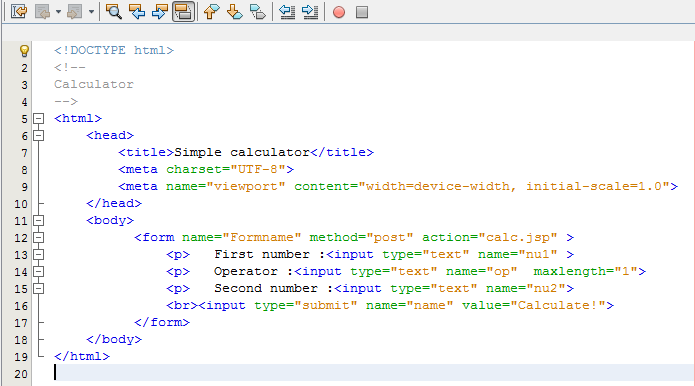 <!DOCTYPE html>
2 <!--
3 Calculator
4 -->
5 <html>
6 <head>
7 <title>Simple calculator</title>
8 <meta charset="UTF-8">
9 <meta name="viewport" content="width=device-width, initial-scale=1.0">
10 </head>
11 <body>
12 <form name="Formname" method="post" action="calc.jsp" >
13 <p>   First number :<input type="text" name="nu1" >
14 <p>   Operator :<input type="text" name="op"  maxlength="1">
15 <p>   Second number :<input type="text" name="nu2">
16 <br><input type="submit" name="name" value="Calculate!">
17 </form>
18 </body>
19 </html>
20